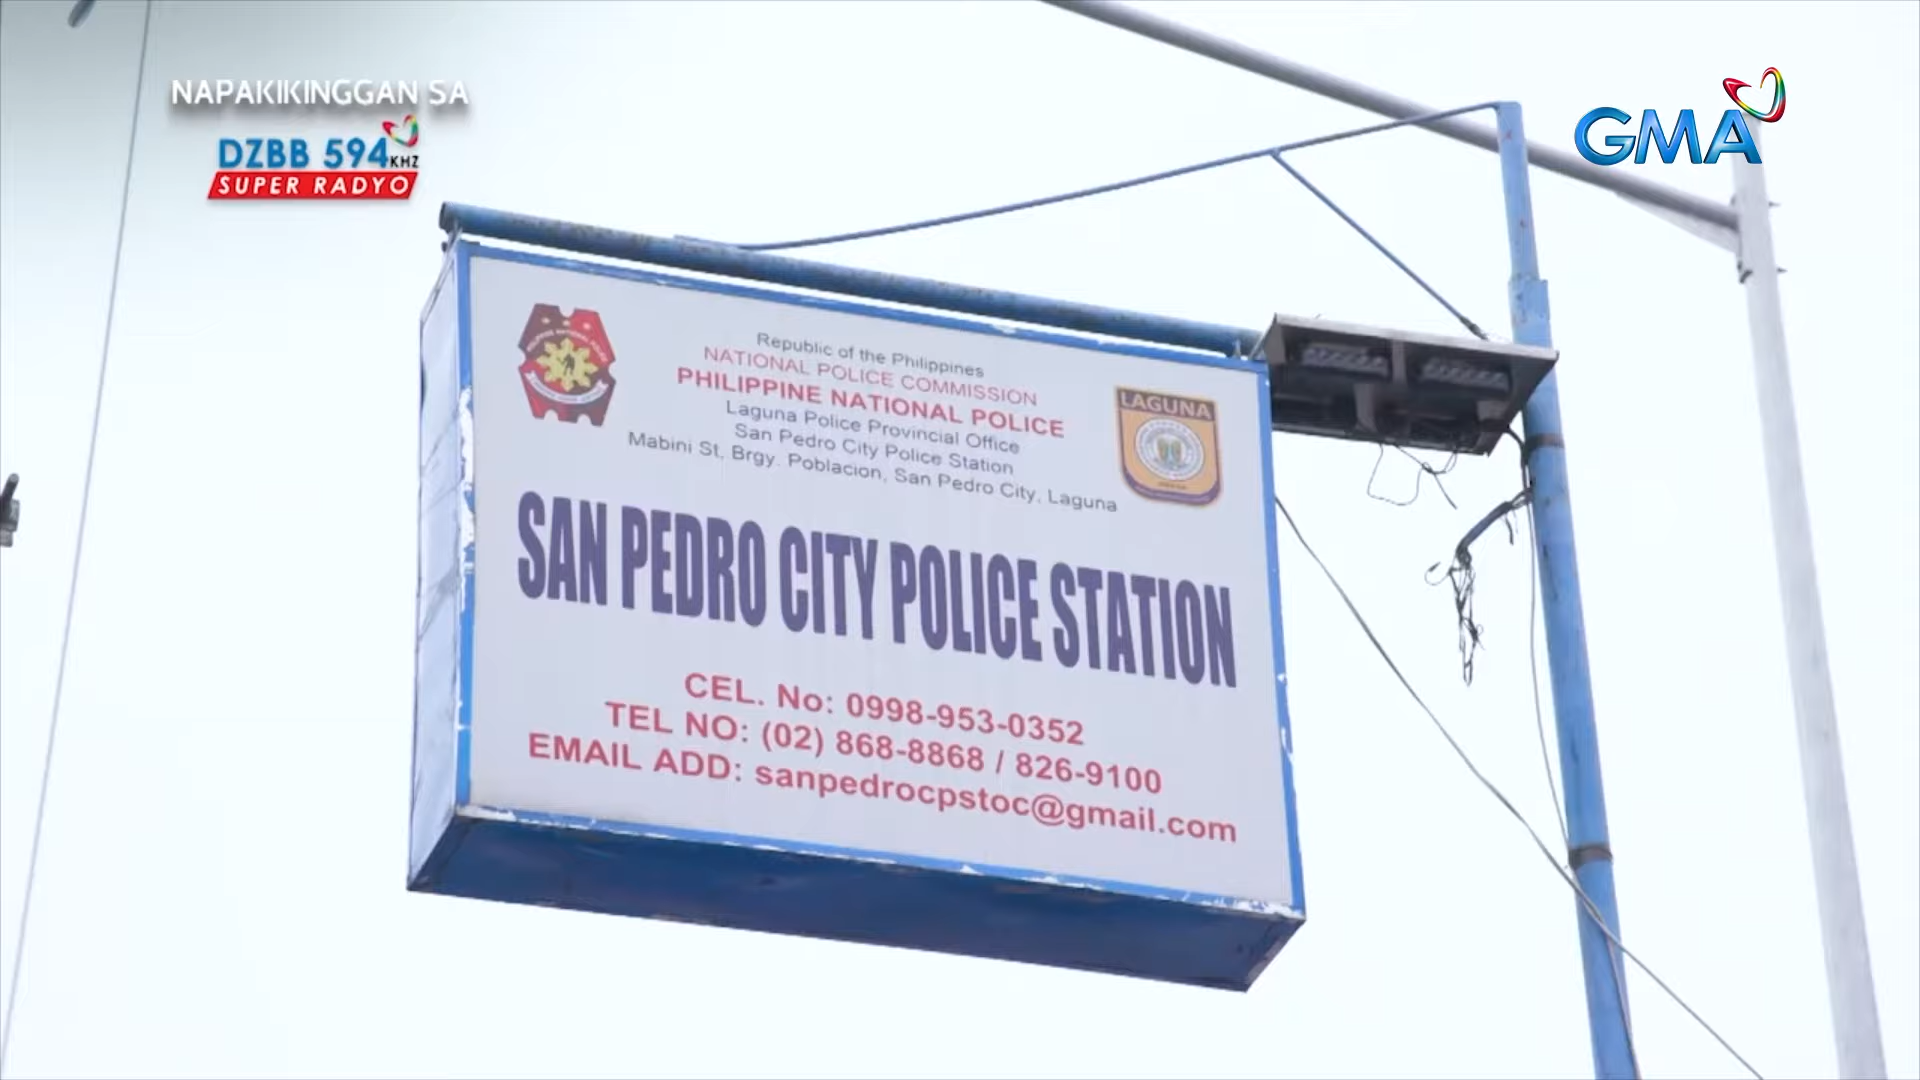 NAPAKIKINGGAN SA
DZBB 594 KHZ
SUPER RADYO
GMA
Republic of the Philippines
NATIONAL POLICE COMMISSION
PHILIPPINE NATIONAL POLICE
Laguna Police Provincial Office
San Pedro City Police Station
Mabini St. Brgy. Poblacion, San Pedro City, Laguna
LAGUNA
SAN PEDRO CITY POLICE STATION
CEL. No: 0998-953-0352
TEL NO: (02) 868-8868 / 826-9100
EMAIL ADD: sanpedrocpstoc@gmail.com